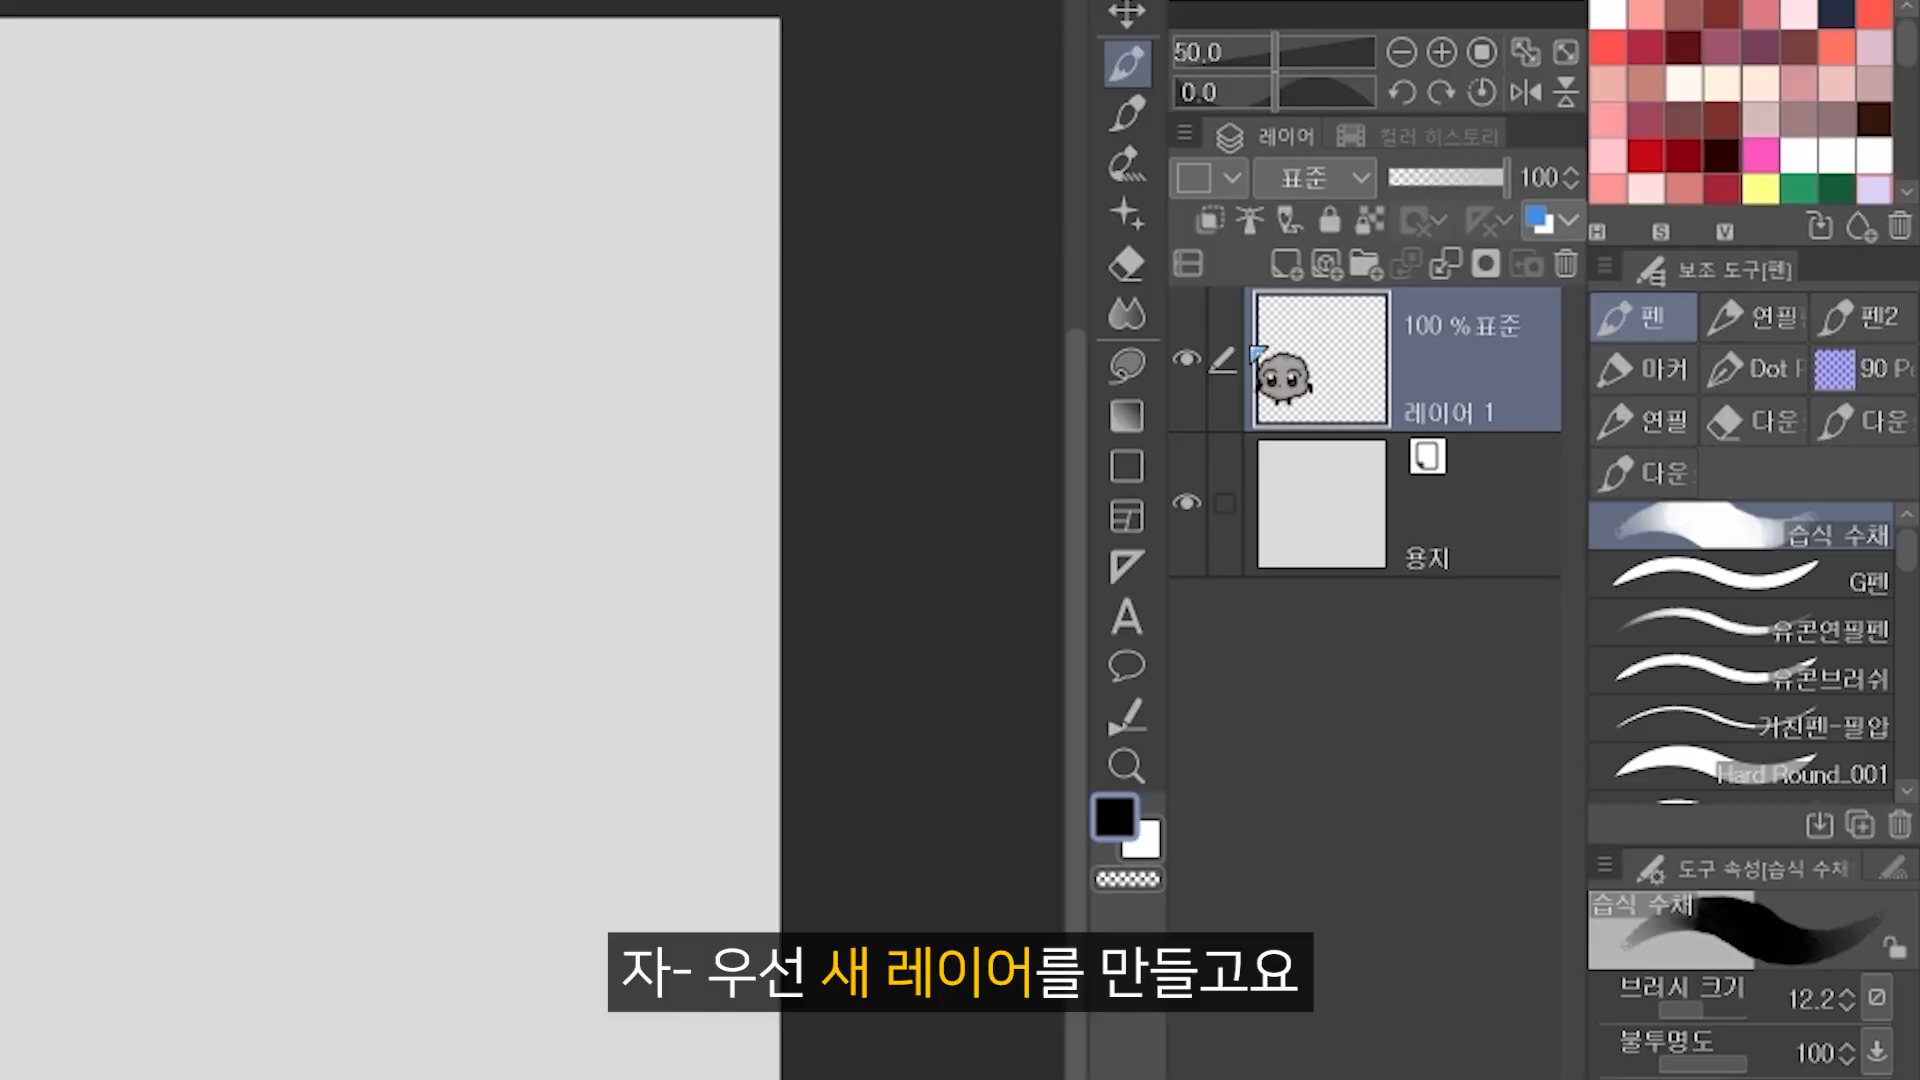 50.0
0.0
레이어
컬러 히스토리
표준
100
100 % 표준
레이어 1
용지
H
S
V
보조 도구[펜]
펜
연필
펜2
마커
Dot
90
연필
다운
다운
다운
습식 수채
G펜
유콘연필펜
유콘브러쉬
거친펜-필압
Hard Round_001
도구 속성[습식 수채
습식 수채
브러시 크기
12.2
불투명도
100
자- 우선 새 레이어를 만들고요